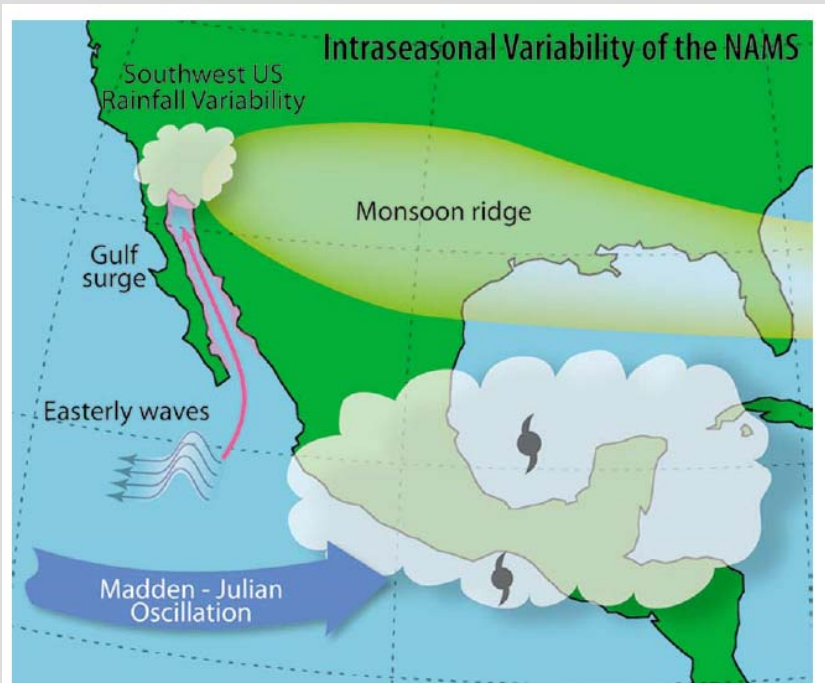 Intraseasonal Variability of the NAMS
Southwest US
Rainfall Variability
Monsoon ridge
Gulf
surge
Easterly waves
Madden - Julian
Oscillation